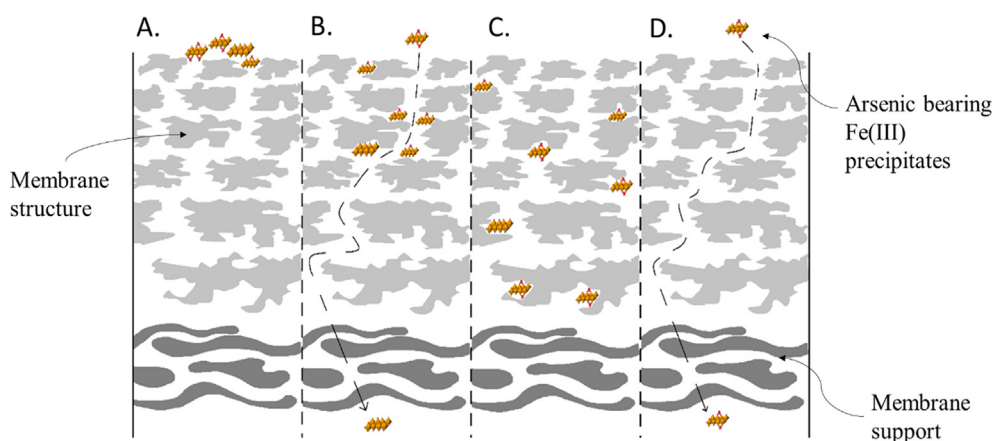 A.
B.
C.
D.
Arsenic bearing
Fe(III)
precipitates
Membrane
structure
Membrane
support